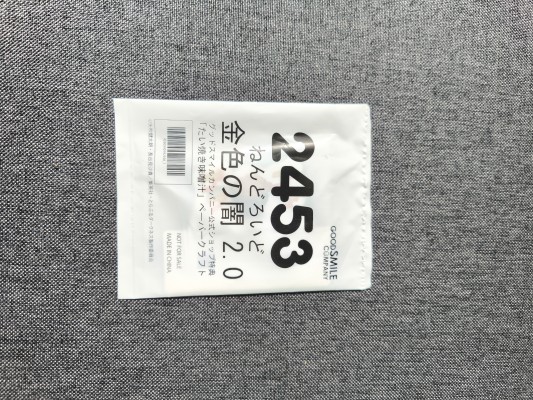 GOODSMILE
COMPANY
2453
ねんどろいど
金色の闇 2.0
グッドスマイルカンパニー公式ショップ特典
「たい焼き味噌汁」ペーパークラフト
NOT FOR SALE
MADE IN CHINA